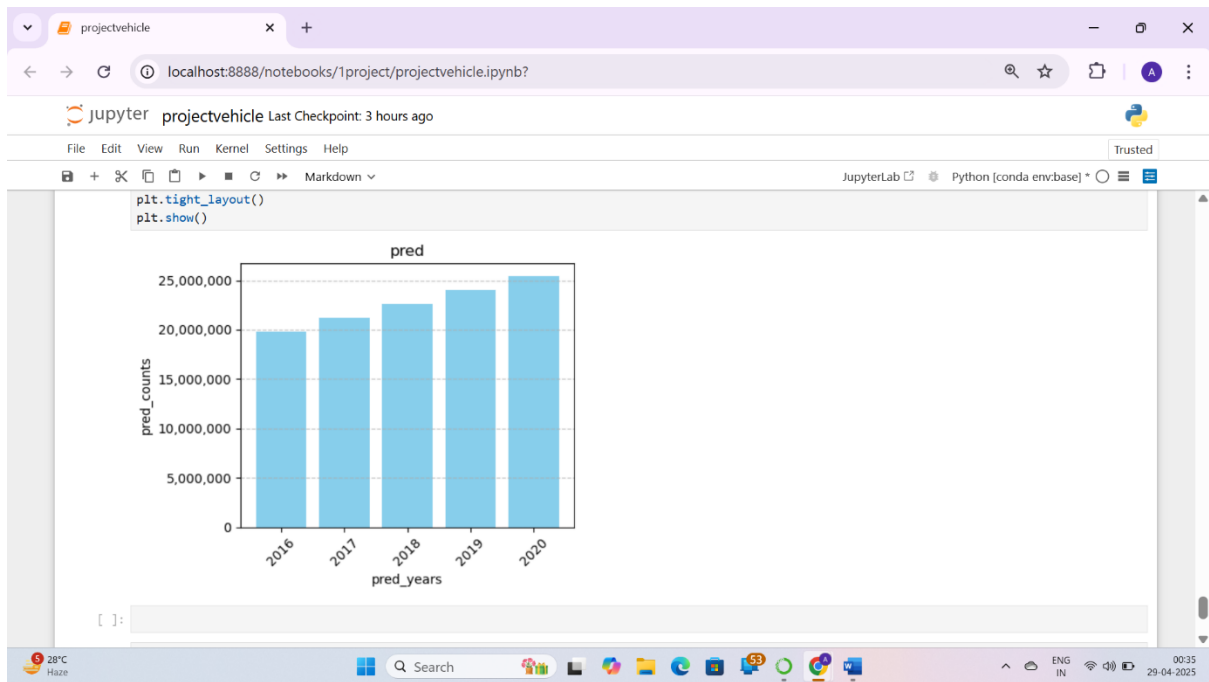 projectvehicle
localhost:8888/notebooks/1project/projectvehicle.ipynb?
A
jupyter projectvehicle Last Checkpoint: 3 hours ago
File Edit View Run Kernel Settings Help
Trusted
Markdown
JupyterLab
Python [conda env:base] *
plt.tight_layout()
plt.show()
pred
25,000,000
20,000,000
15,000,000
10,000,000
5,000,000
0
pred_counts
2016 2017 2018 2019 2020
pred_years
[ ]:
5
28°C
Haze
Search
53
A
W
ENG
IN
00:35
29-04-2025